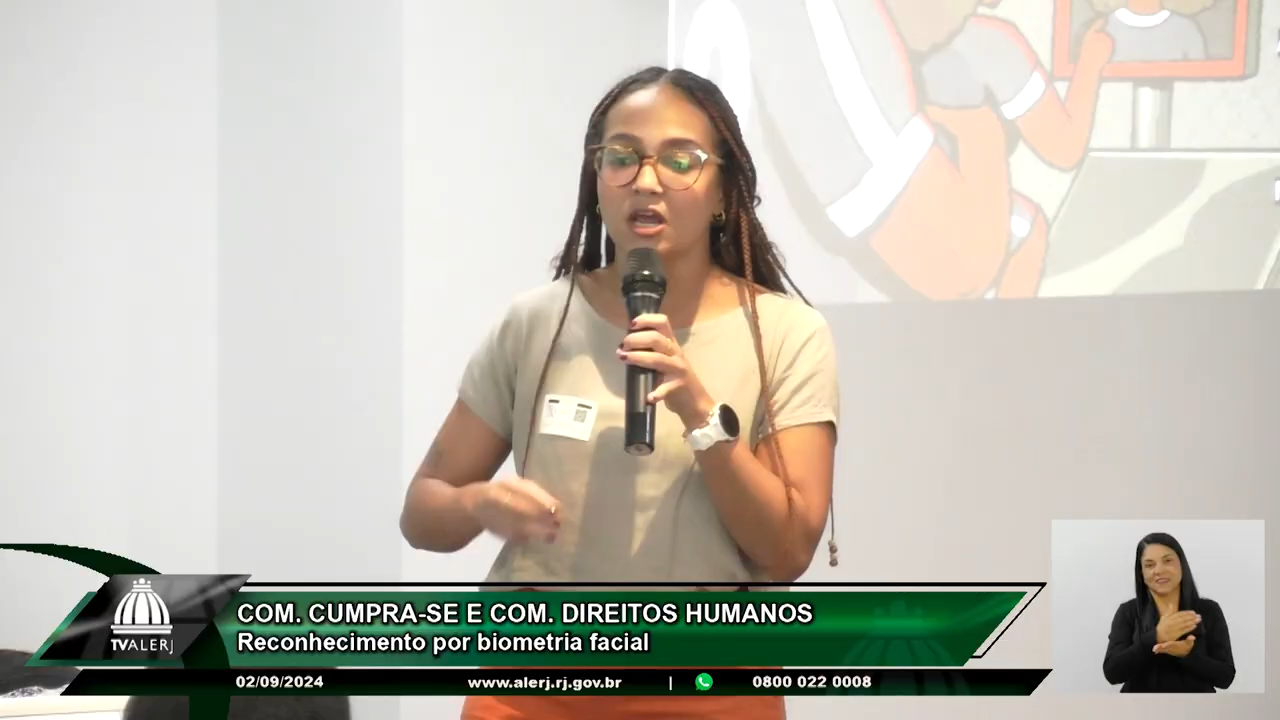 COM. CUMPRA-SE E COM. DIREITOS HUMANOS
Reconhecimento por biometria facial
TVALERJ
02/09/2024 www.alerj.rj.gov.br | 0800 022 0008